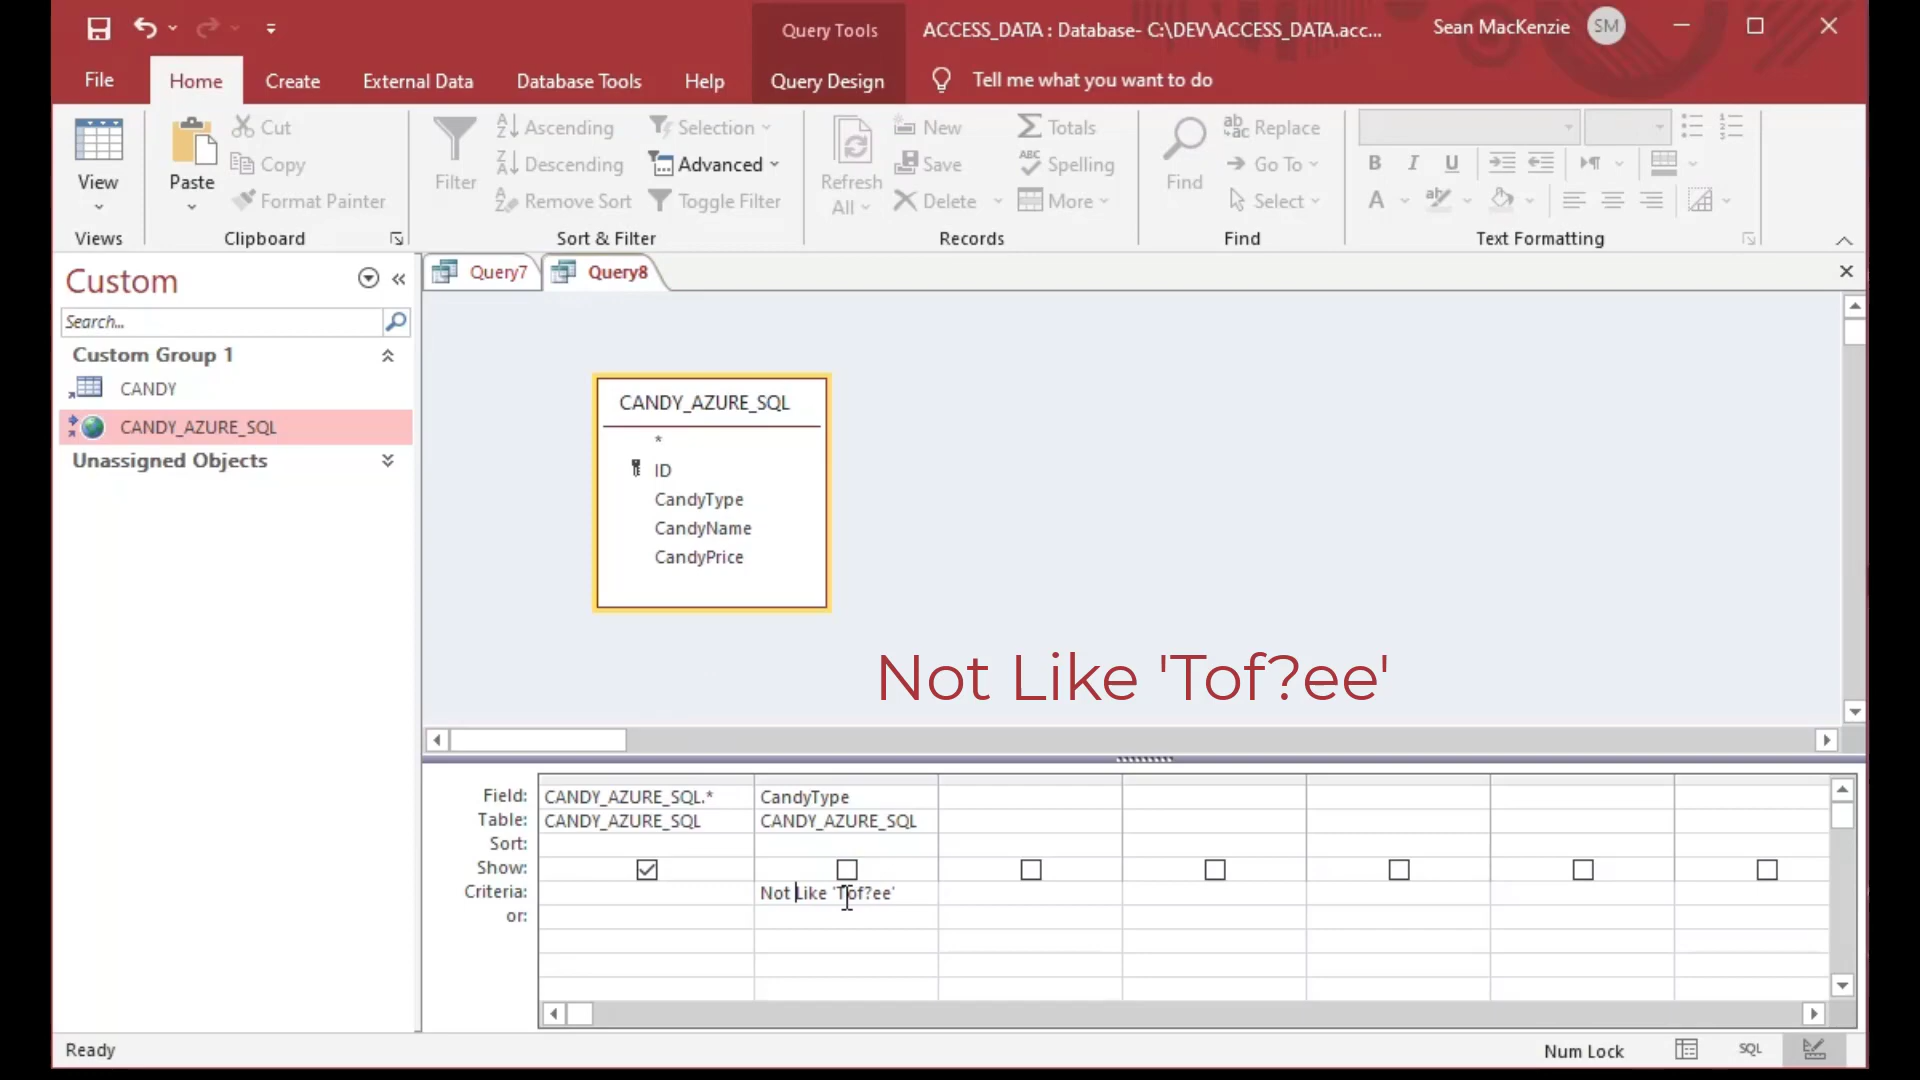 Query Tools
ACCESS_DATA : Database- C:\DEV\ACCESS_DATA.acc...
Sean MacKenzie
SM
File
Home
Create
External Data
Database Tools
Help
Query Design
Tell me what you want to do
View
Views
Paste
Cut
Copy
Format Painter
Clipboard
Filter
Ascending
Descending
Remove Sort
Selection
Advanced
Toggle Filter
Sort & Filter
Refresh
All
New
Save
Delete
Totals
Spelling
More
Records
Find
Replace
Go To
Select
Find
B I U
A
Text Formatting
Custom
Search...
Custom Group 1
CANDY
CANDY_AZURE_SQL
Unassigned Objects
Query7
Query8
CANDY_AZURE_SQL
*
ID
CandyType
CandyName
CandyPrice
Not Like 'Tof?ee'
Field: CANDY_AZURE_SQL.* CandyType
Table: CANDY_AZURE_SQL CANDY_AZURE_SQL
Sort:
Show:
Criteria: Not Like 'Tof?ee'
or:
Ready
Num Lock
SQL